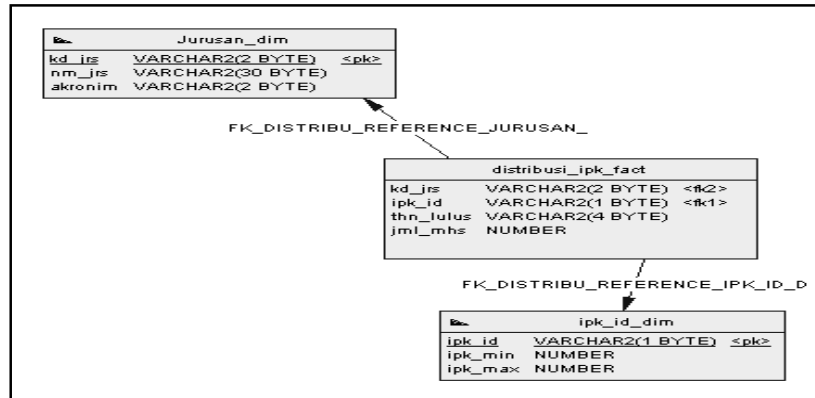 Jurusan_dim
kd_jrs VARCHAR2(2 BYTE) <pk>
nm_jrs VARCHAR2(30 BYTE)
akronim VARCHAR2(2 BYTE)
FK_DISTRIBU_REFERENCE_JURUSAN_
distribusi_ipk_fact
kd_jrs VARCHAR2(2 BYTE) <fk2>
ipk_id VARCHAR2(1 BYTE) <fk1>
thn_lulus VARCHAR2(4 BYTE)
jml_mhs NUMBER
FK_DISTRIBU_REFERENCE_IPK_ID_D
ipk_id_dim
ipk_id VARCHAR2(1 BYTE) <pk>
ipk_min NUMBER
ipk_max NUMBER